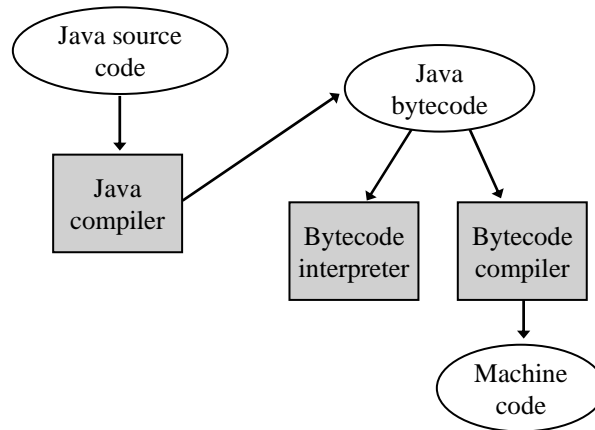 Java source
code
Java
bytecode
Java
compiler
Bytecode
interpreter
Bytecode
compiler
Machine
code